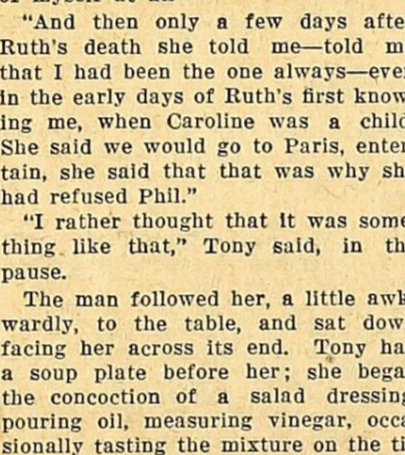 of myself at all
"And then only a few days afte
Ruth's death she told me—told m
that I had been the one always—eve
in the early days of Ruth's first know
ing me, when Caroline was a child
She said we would go to Paris, enter
tain, she said that that was why sh
had refused Phil."
"I rather thought that it was some
thing like that," Tony said, in th
pause.
The man followed her, a little awk
wardly, to the table, and sat dow
facing her across its end. Tony ha
a soup plate before her; she bega
the concoction of a salad dressing
pouring oil, measuring vinegar, occa
sionally tasting the mixture on the ti